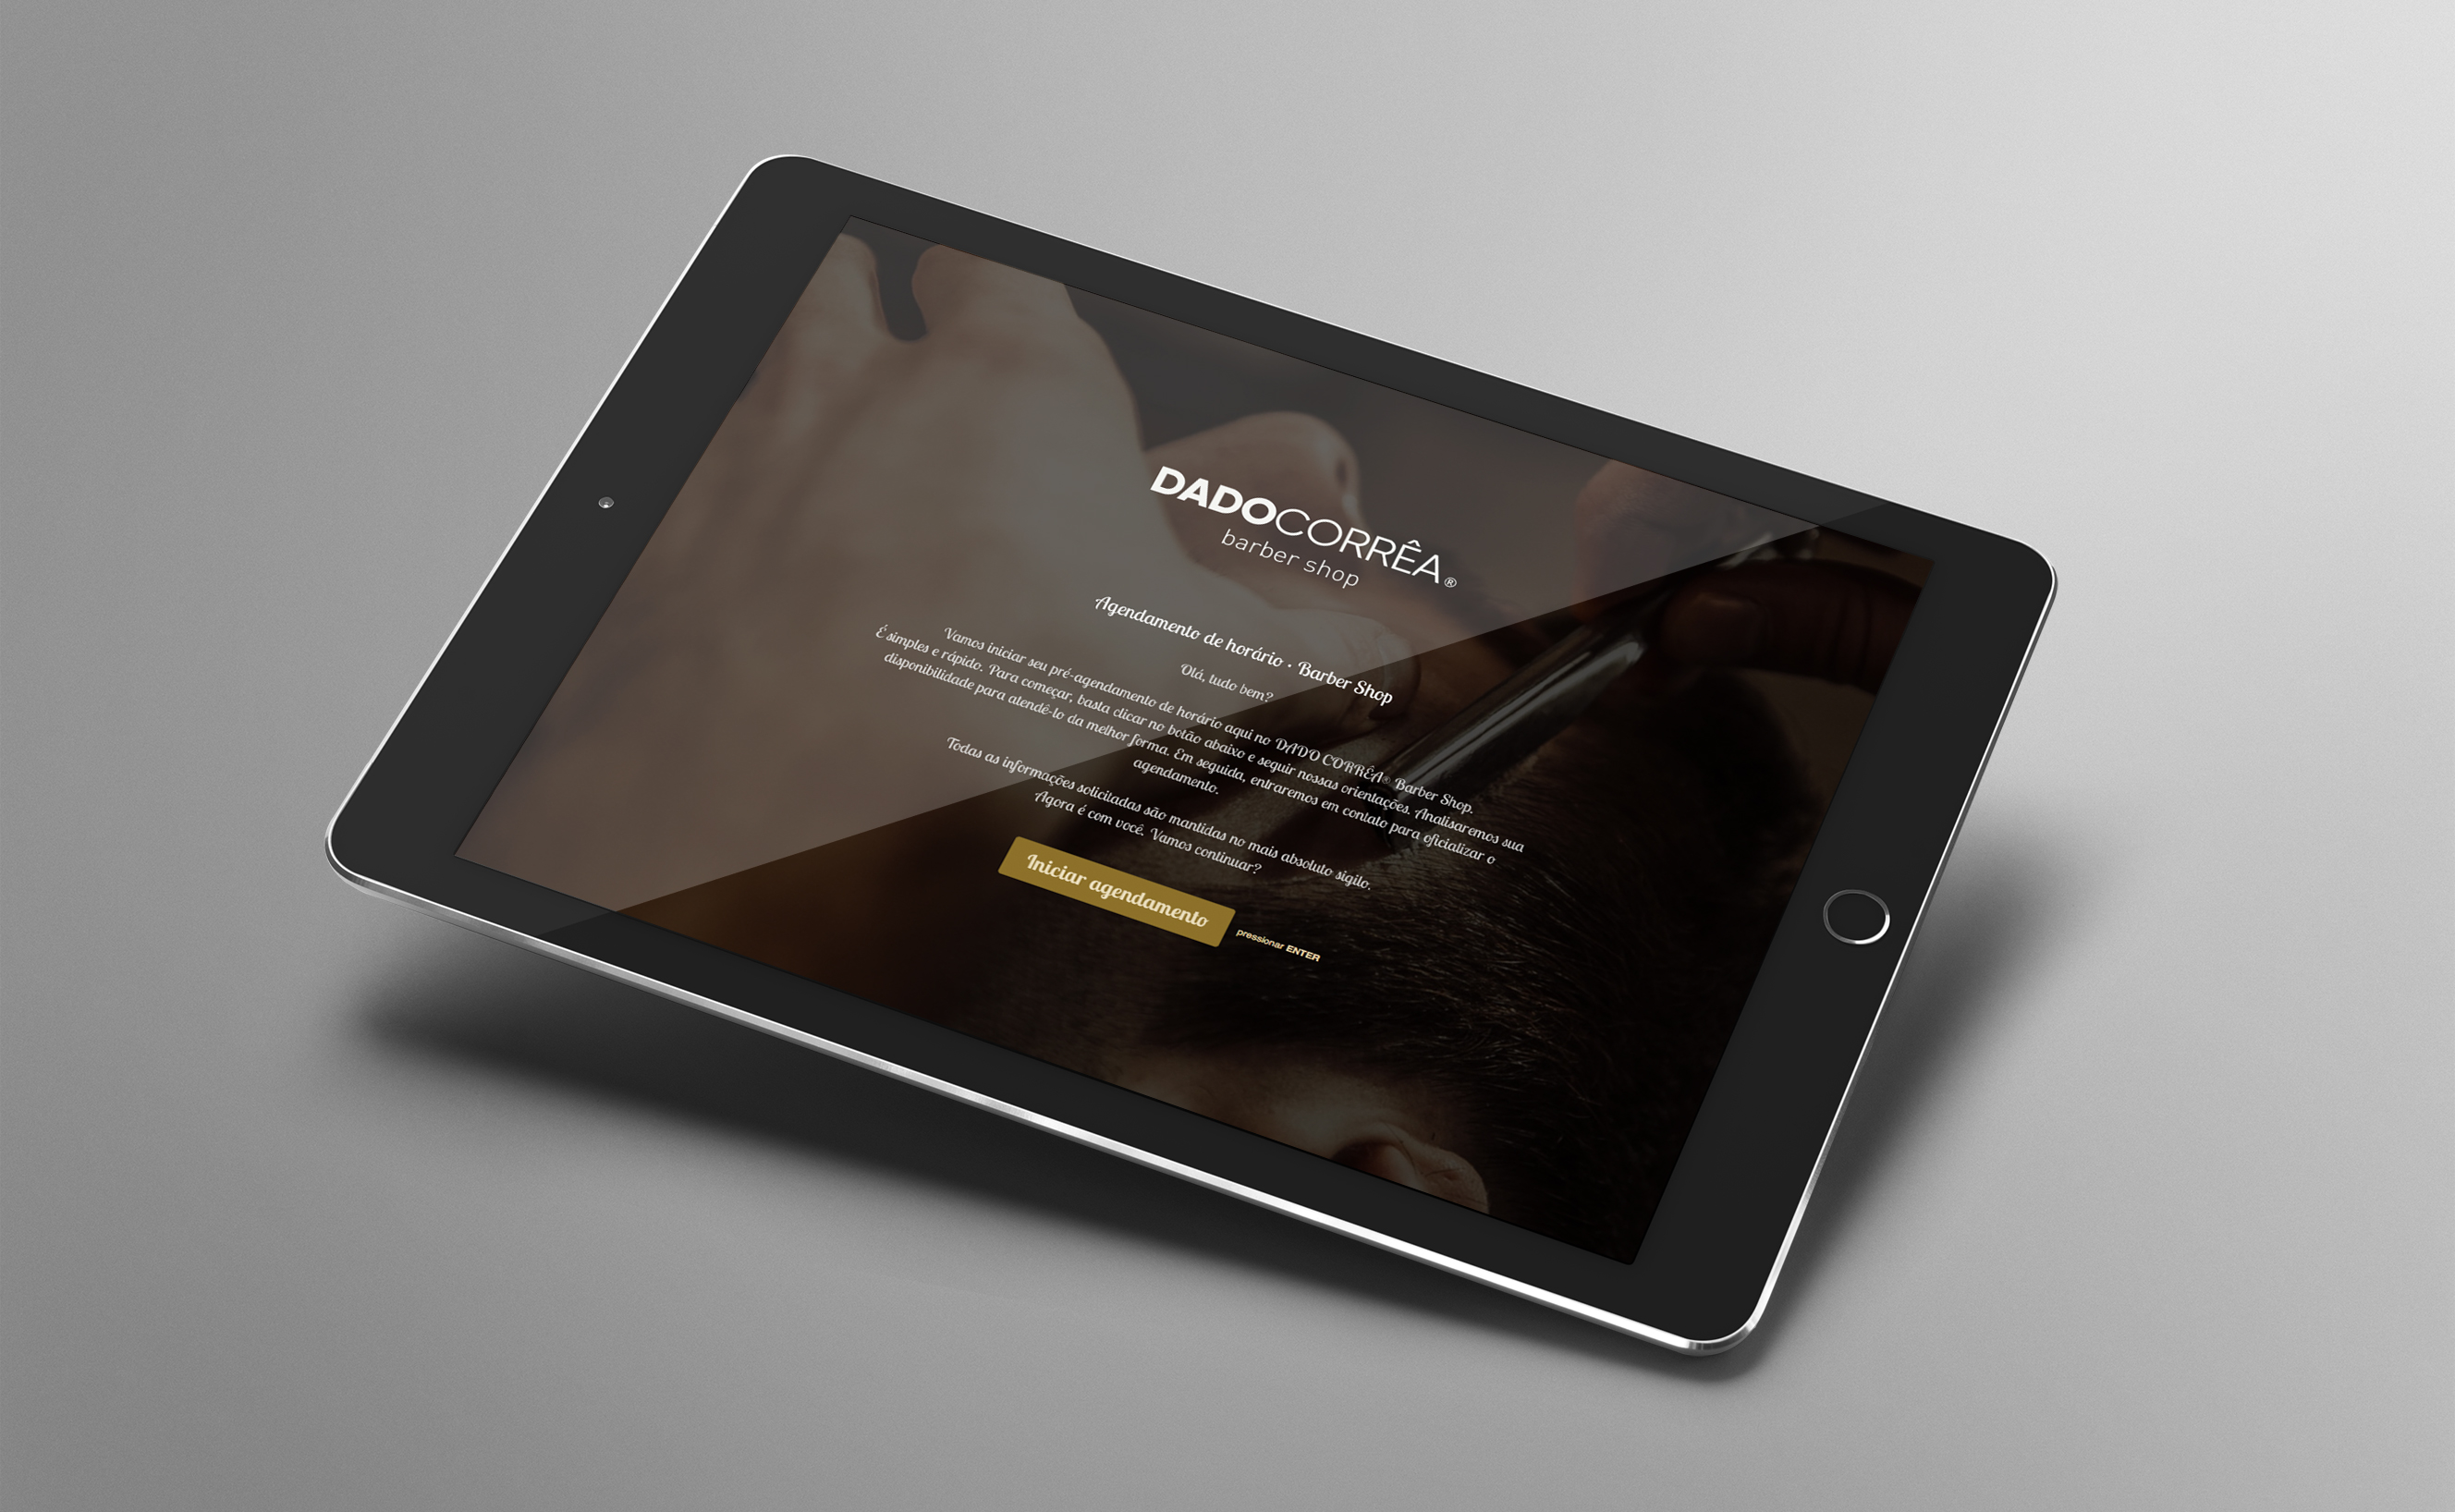 DADOCORRÊA®
barber shop
Agendamento de horário · Barber Shop
Olá, tudo bem?
Vamos iniciar seu pré-agendamento de horário aqui no DADO CORRÊA® Barber Shop.
É simples e rápido. Para começar, basta clicar no botão abaixo e seguir nossas orientações. Analisaremos sua
disponibilidade para atendê-lo da melhor forma. Em seguida, entraremos em contato para oficializar o
agendamento.
Todas as informações solicitadas são mantidas no mais absoluto sigilo.
Agora é com você. Vamos continuar?
Iniciar agendamento
pressionar ENTER